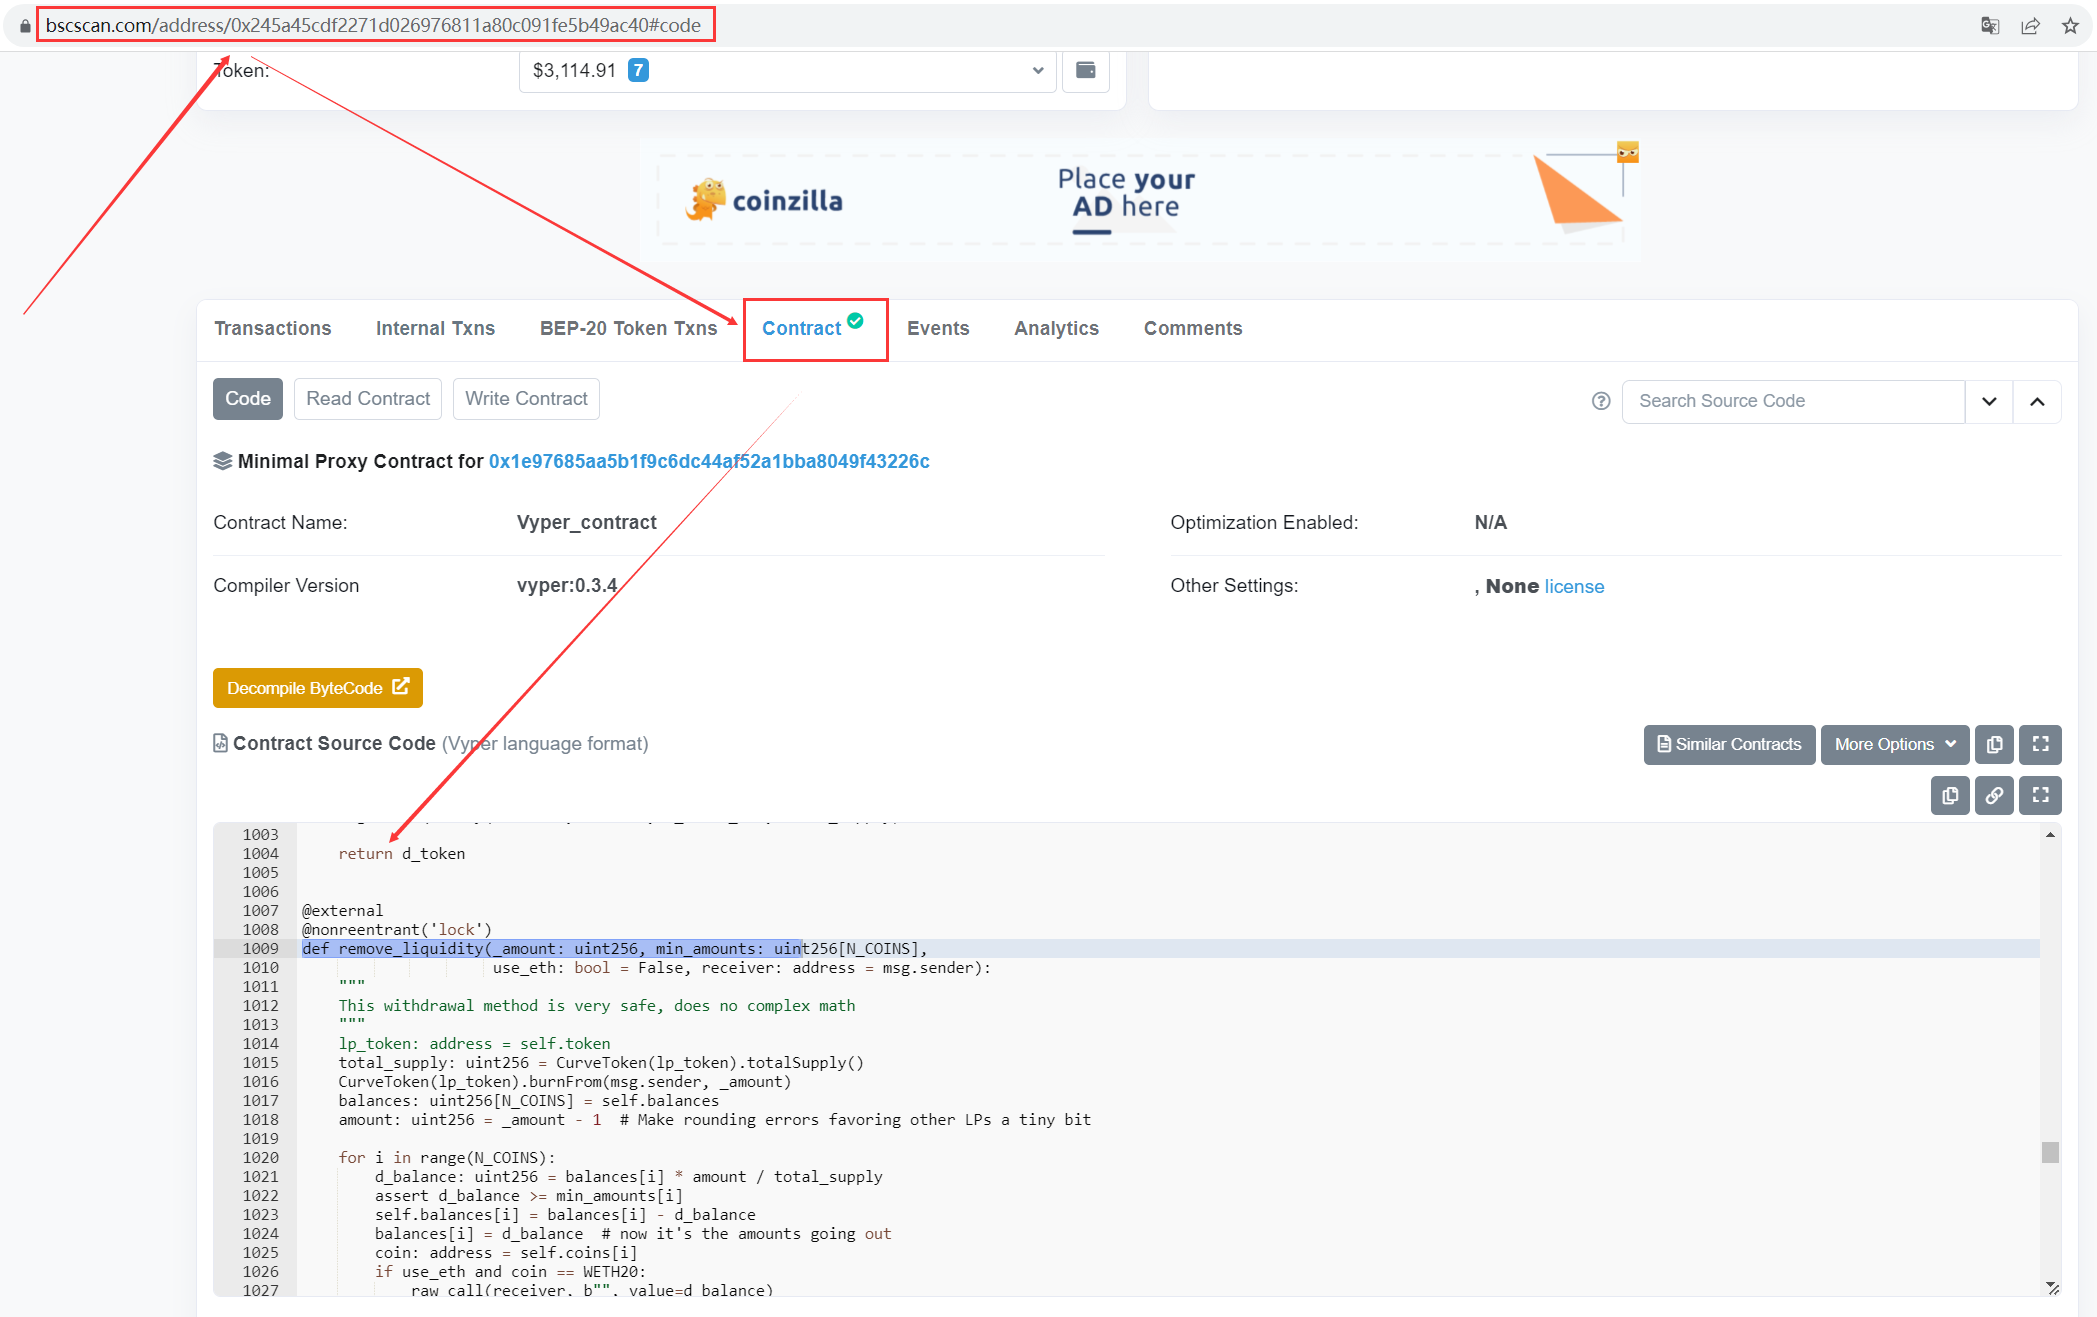 bscscan.com/address/0x245a45cdf2271d026976811a80c091fe5b49ac40#code
Token:
$3,114.91 7
coinzilla
Place your
AD here
Transactions Internal Txns BEP-20 Token Txns Contract Events Analytics Comments
Code Read Contract Write Contract
Search Source Code
Minimal Proxy Contract for 0x1e97685aa5b1f9c6dc44af52a1bba8049f43226c
Contract Name: Vyper_contract Optimization Enabled: N/A
Compiler Version vyper:0.3.4 Other Settings: , None license
Decompile ByteCode
Contract Source Code (Vyper language format)
Similar Contracts More Options
1003
1004 return d_token
1005
1006
1007 @external
1008 @nonreentrant('lock')
1009 def remove_liquidity(_amount: uint256, min_amounts: uint256[N_COINS],
1010 use_eth: bool = False, receiver: address = msg.sender):
1011 """
1012 This withdrawal method is very safe, does no complex math
1013 """
1014 lp_token: address = self.token
1015 total_supply: uint256 = CurveToken(lp_token).totalSupply()
1016 CurveToken(lp_token).burnFrom(msg.sender, _amount)
1017 balances: uint256[N_COINS] = self.balances
1018 amount: uint256 = _amount - 1 # Make rounding errors favoring other LPs a tiny bit
1019
1020 for i in range(N_COINS):
1021 d_balance: uint256 = balances[i] * amount / total_supply
1022 assert d_balance >= min_amounts[i]
1023 self.balances[i] = balances[i] - d_balance
1024 balances[i] = d_balance # now it's the amounts going out
1025 coin: address = self.coins[i]
1026 if use_eth and coin == WETH20:
1027 raw_call(receiver, b"", value=d_balance)